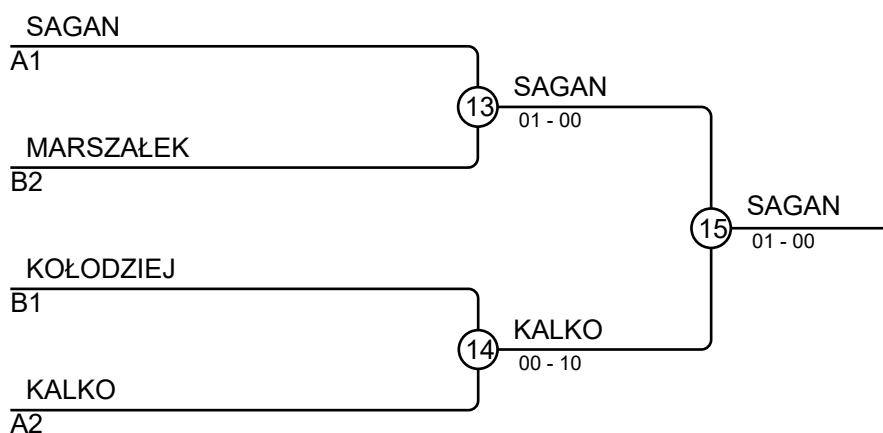 SAGAN
A1
13
SAGAN
01 - 00
MARSZAŁEK
B2
15
SAGAN
01 - 00
KOŁODZIEJ
B1
14
KALKO
00 - 10
KALKO
A2